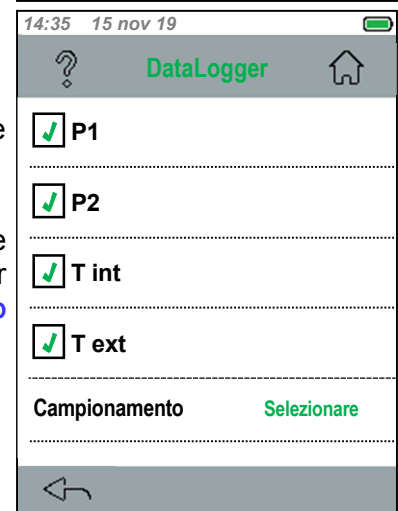 14:35 15 nov 19
DataLogger
e
P1
P2
e
T int
r
o
T ext
Campionamento Selezionare